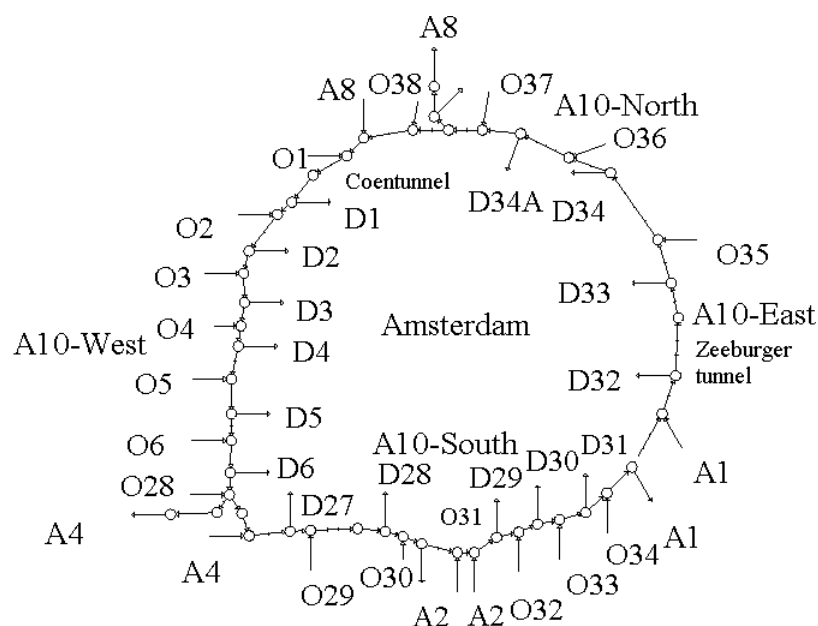 A8
O38
O37
A8
A10-North
O36
O1
Coentunnel
D34A
D34
D1
O2
O35
D2
O3
D33
D3
O4
Amsterdam
A10-East
A10-West
D4
Zeeburger
tunnel
D32
O5
D5
A10-South
O6
D31
D30
D29
D28
D6
A1
O28
D27
O31
A4
A4
O34
A1
O33
O30
O29
A2
A2
O32